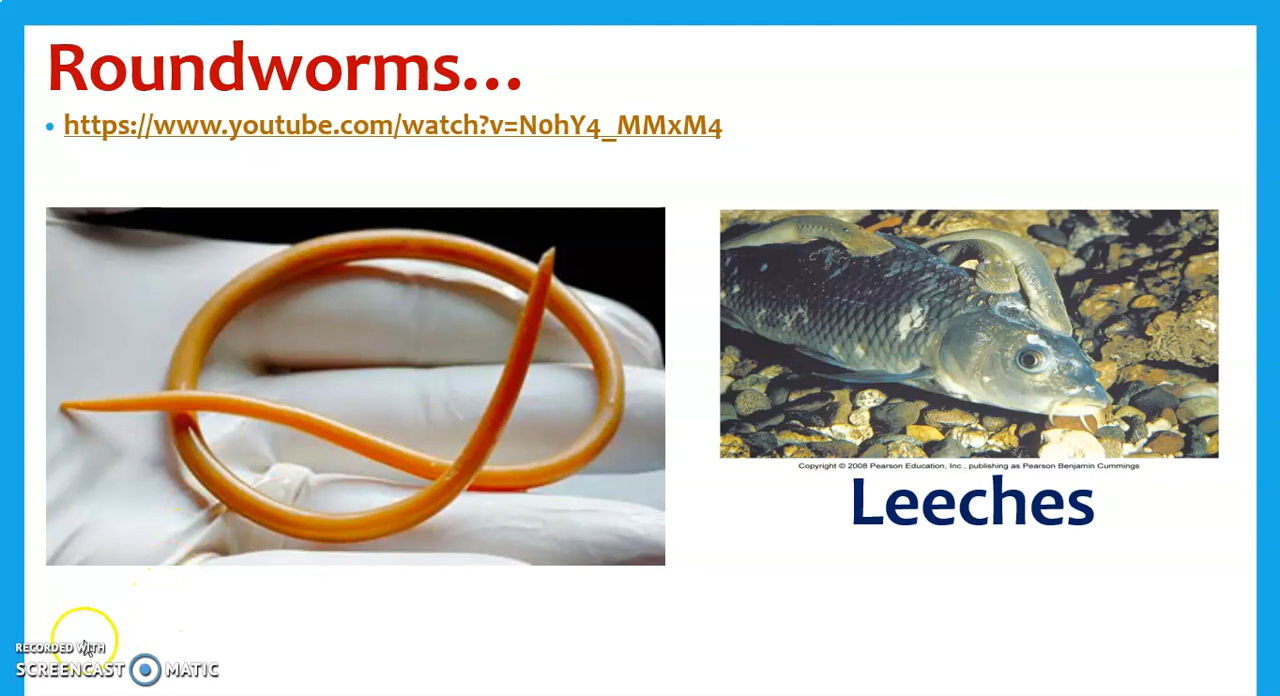 Roundworms...
• https://www.youtube.com/watch?v=N0hY4_MMxM4
Copyright © 2008 Pearson Education, Inc., publishing as Pearson Benjamin Cummings
Leeches
RECORDED WITH
SCREENCAST MATIC